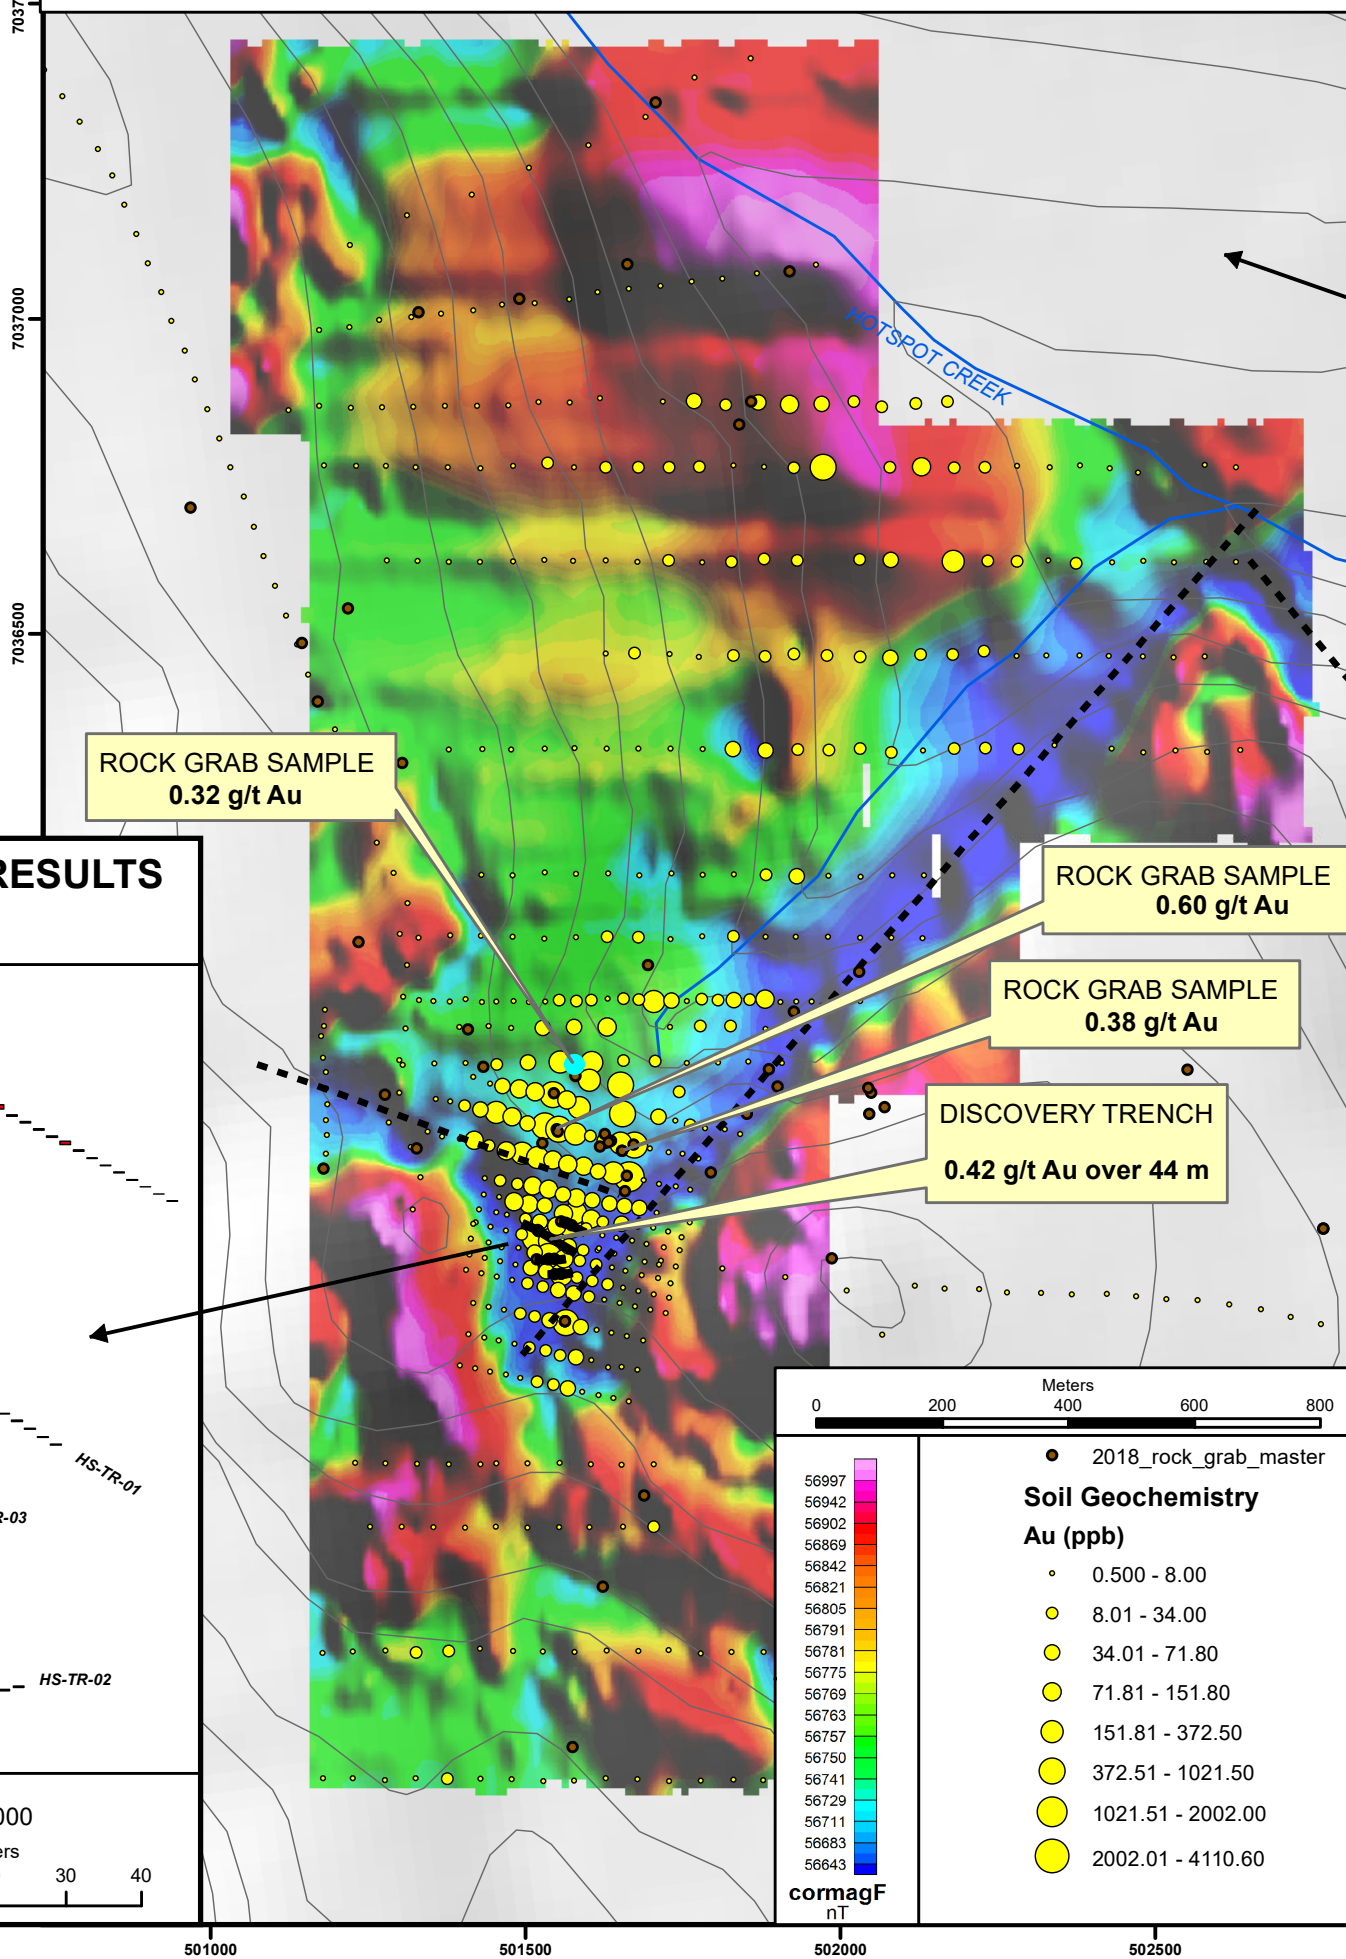 7037
7037000
7036500
HOTSPOT CREEK
ROCK GRAB SAMPLE
0.32 g/t Au
RESULTS
ROCK GRAB SAMPLE
0.60 g/t Au
ROCK GRAB SAMPLE
0.38 g/t Au
DISCOVERY TRENCH
0.42 g/t Au over 44 m
HS-TR-01
R-03
HS-TR-02
000
ers
30 40
Meters
0 200 400 600 800
56997
56942
56902
56869
56842
56821
56805
56791
56781
56775
56769
56763
56757
56750
56741
56729
56711
56683
56643
cormagF
nT
2018_rock_grab_master
Soil Geochemistry
Au (ppb)
0.500 - 8.00
8.01 - 34.00
34.01 - 71.80
71.81 - 151.80
151.81 - 372.50
372.51 - 1021.50
1021.51 - 2002.00
2002.01 - 4110.60
501000 501500 502000 502500